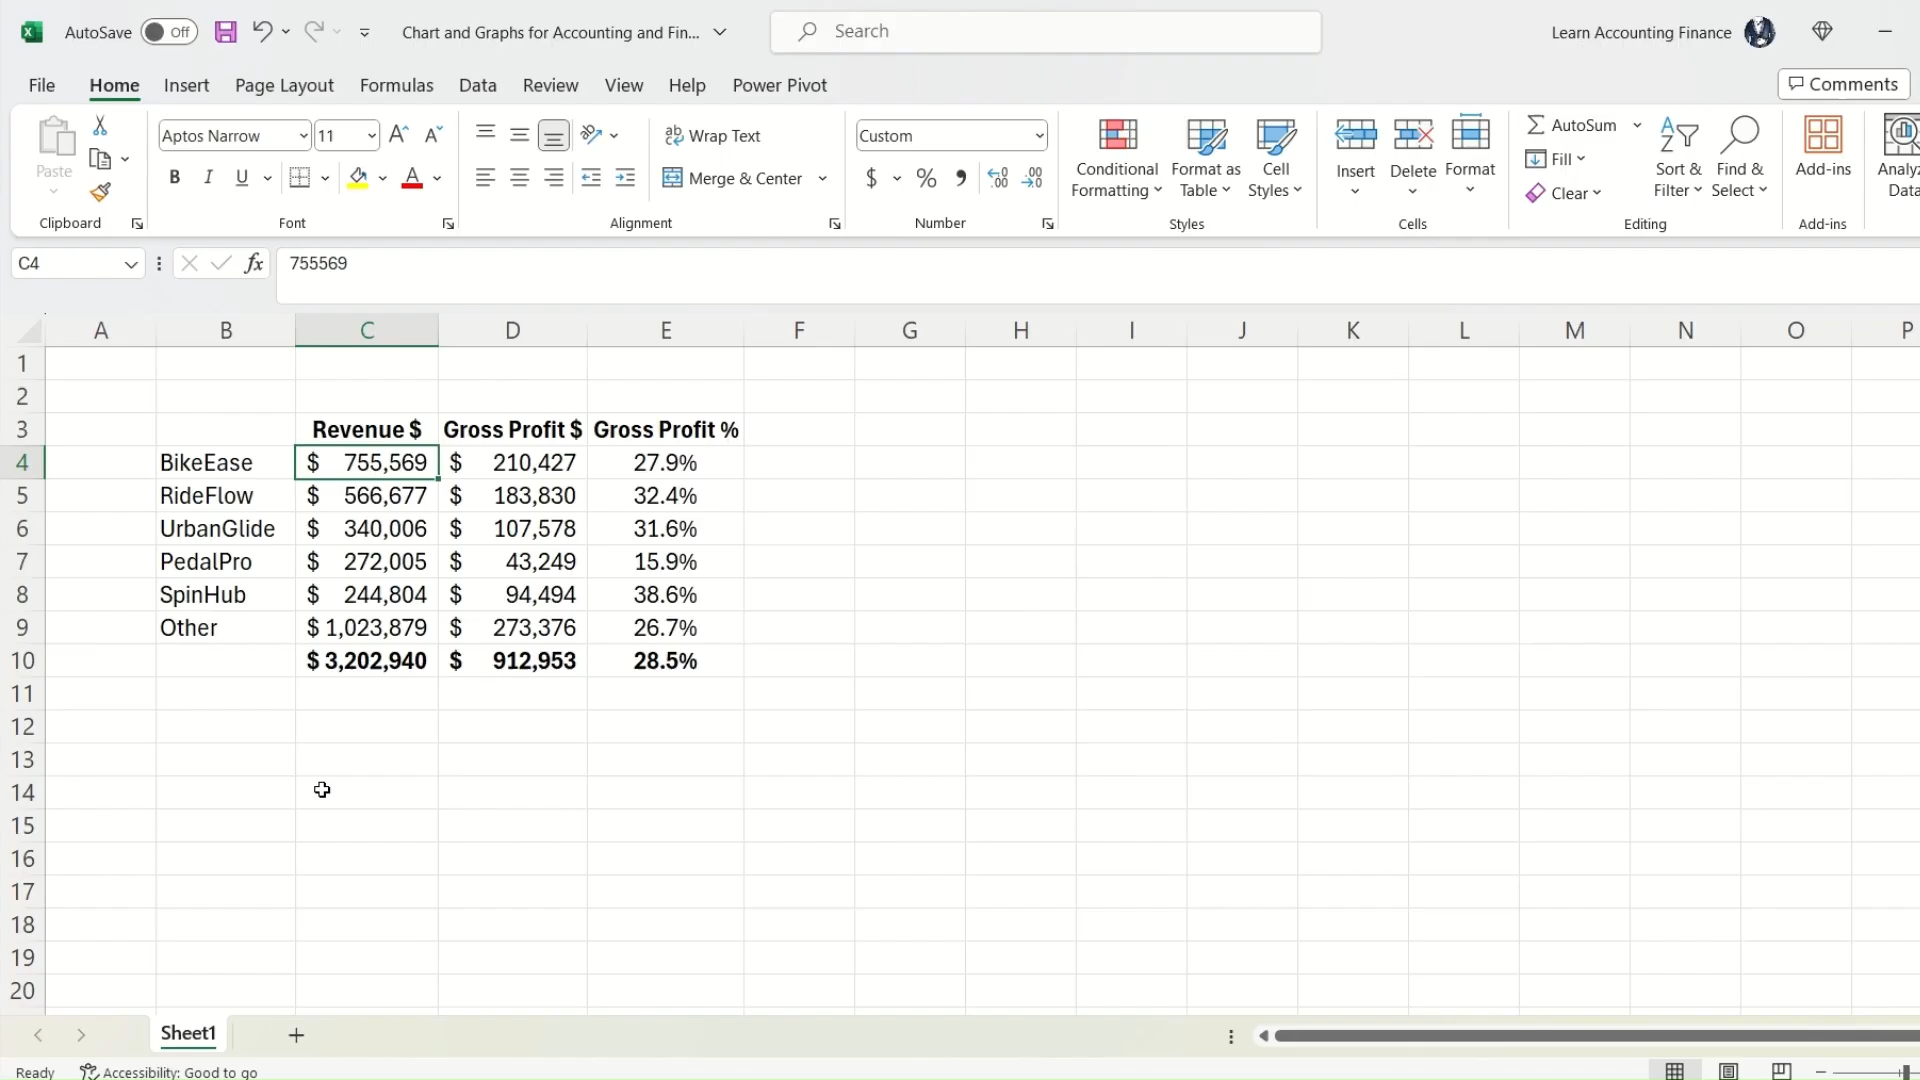 AutoSave Off Chart and Graphs for Accounting and Fin... Search Learn Accounting Finance
File Home Insert Page Layout Formulas Data Review View Help Power Pivot Comments
Paste Aptos Narrow 11 A^ Aˇ ab Wrap Text Custom Conditional Formatting Format as Table Cell Styles Insert Delete Format AutoSum Sort & Filter Find & Select Add-ins Analyz Data
B I U A Merge & Center $ % , Fill Clear
Clipboard Font Alignment Number Styles Cells Editing Add-ins
C4 fx 755569
A B C D E F G H I J K L M N O P
1
2
3 Revenue $ Gross Profit $ Gross Profit %
4 BikeEase $ 755,569 $ 210,427 27.9%
5 RideFlow $ 566,677 $ 183,830 32.4%
6 UrbanGlide $ 340,006 $ 107,578 31.6%
7 PedalPro $ 272,005 $ 43,249 15.9%
8 SpinHub $ 244,804 $ 94,494 38.6%
9 Other $ 1,023,879 $ 273,376 26.7%
10 $ 3,202,940 $ 912,953 28.5%
11
12
13
14
15
16
17
18
19
20
Sheet1
Ready Accessibility: Good to go